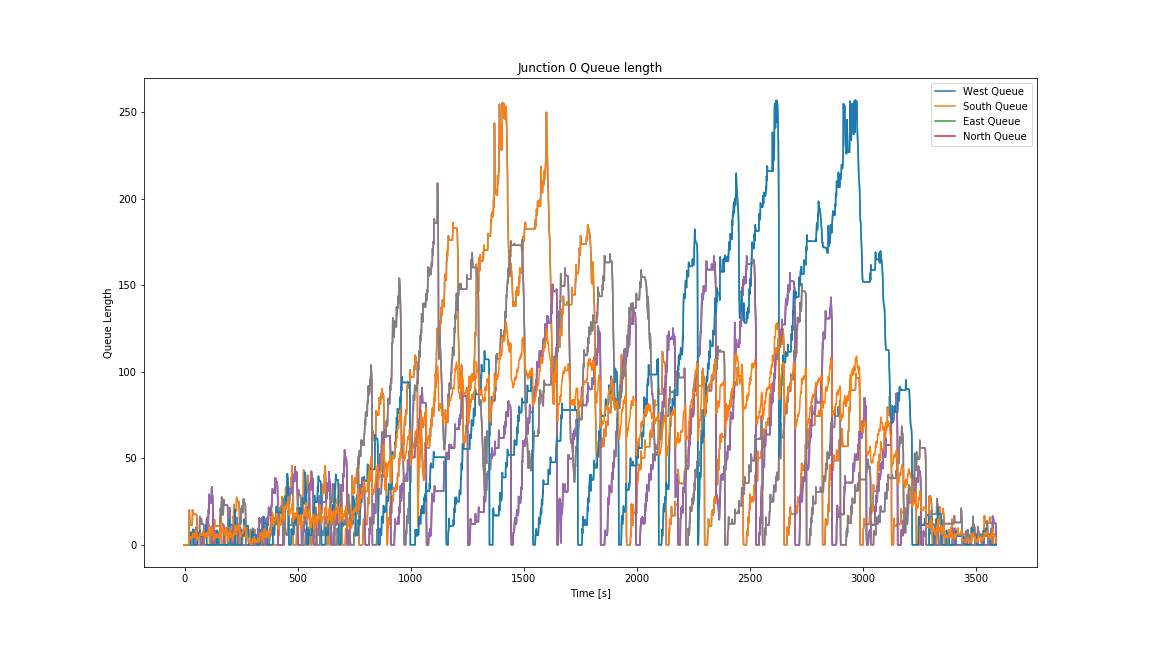 Junction 0 Queue length
West Queue
South Queue
East Queue
North Queue
Queue Length
250
200
150
100
50
0
0 500 1000 1500 2000 2500 3000 3500
Time [s]